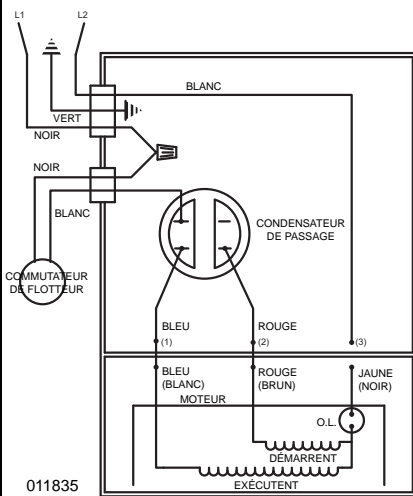 L1
L2
BLANC
VERT
NOIR
NOIR
BLANC
CONDENSATEUR
DE PASSAGE
COMMUTATEUR
DE FLOTTEUR
BLEU
ROUGE
(1)
(2)
(3)
BLEU
(BLANC)
ROUGE
(BRUN)
JAUNE
(NOIR)
MOTEUR
O.L.
DÉMARRENT
EXÉCUTENT
011835